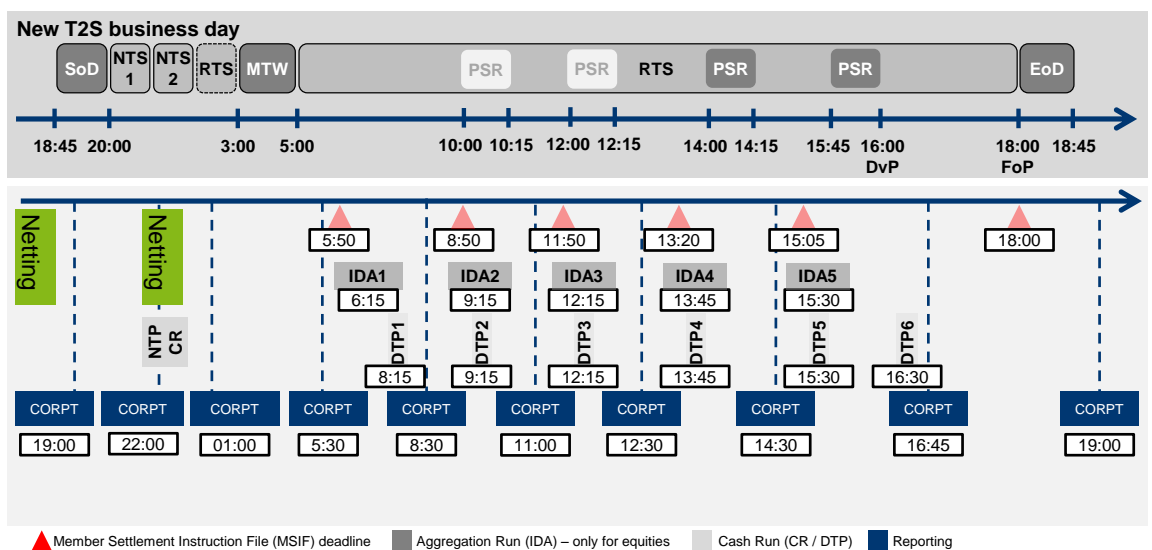 New T2S business day
SoD
NTS 1
NTS 2
RTS
MTW
PSR
PSR
RTS
PSR
PSR
EoD
18:45 20:00 3:00 5:00 10:00 10:15 12:00 12:15 14:00 14:15 15:45 16:00 18:00 18:45
DvP FoP
Netting
Netting
5:50 8:50 11:50 13:20 15:05 18:00
IDA1 IDA2 IDA3 IDA4 IDA5
6:15 9:15 12:15 13:45 15:30
NTP
CR
DTP1 DTP2 DTP3 DTP4 DTP5 DTP6
8:15 9:15 12:15 13:45 15:30 16:30
CORPT CORPT CORPT CORPT CORPT CORPT CORPT CORPT CORPT CORPT
19:00 22:00 01:00 5:30 8:30 11:00 12:30 14:30 16:45 19:00
Member Settlement Instruction File (MSIF) deadline Aggregation Run (IDA) – only for equities Cash Run (CR / DTP) Reporting